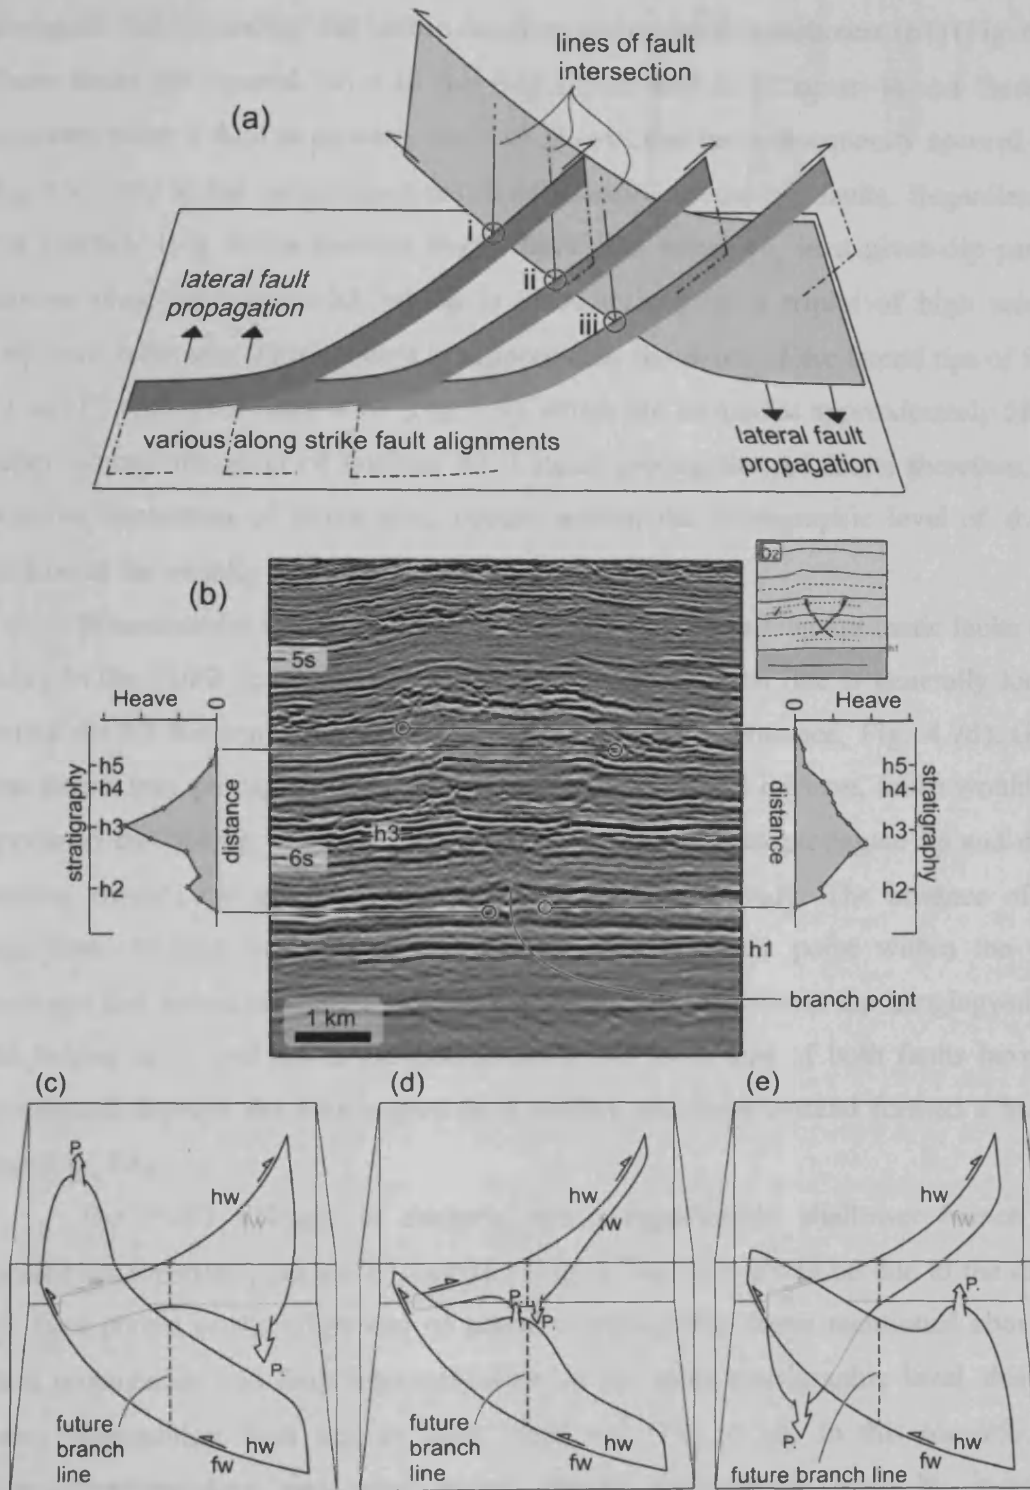 lines of fault
intersection
(a)
i
ii
iii
lateral fault
propagation
various along strike fault alignments
lateral fault
propagation
(b)
D2
5s
Heave
0
0
Heave
h5
h4
h3
h2
stratigraphy
distance
h3
6s
distance
stratigraphy
h5
h4
h3
h2
h1
branch point
1 km
(c)
(d)
(e)
P.
hw
fw
P.
future
branch
line
hw
fw
hw
fw
P.
P.
future
branch
line
hw
fw
hw
fw
P.
P.
hw
fw
future branch line